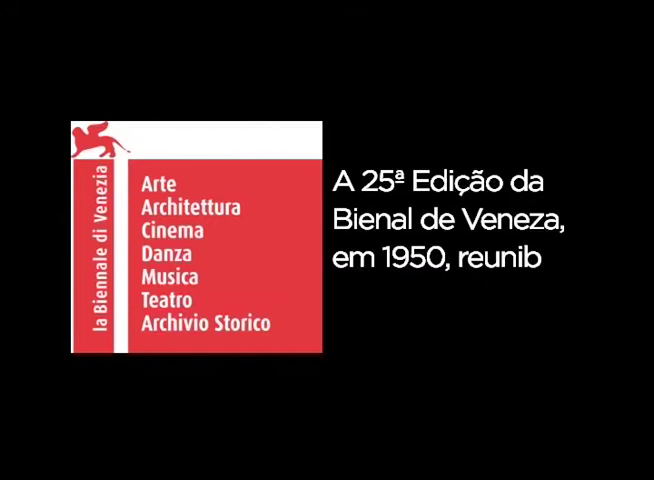 la Biennale di Venezia
Arte
Architettura
Cinema
Danza
Musica
Teatro
Archivio Storico
A 25ª Edição da
Bienal de Veneza,
em 1950, reunib